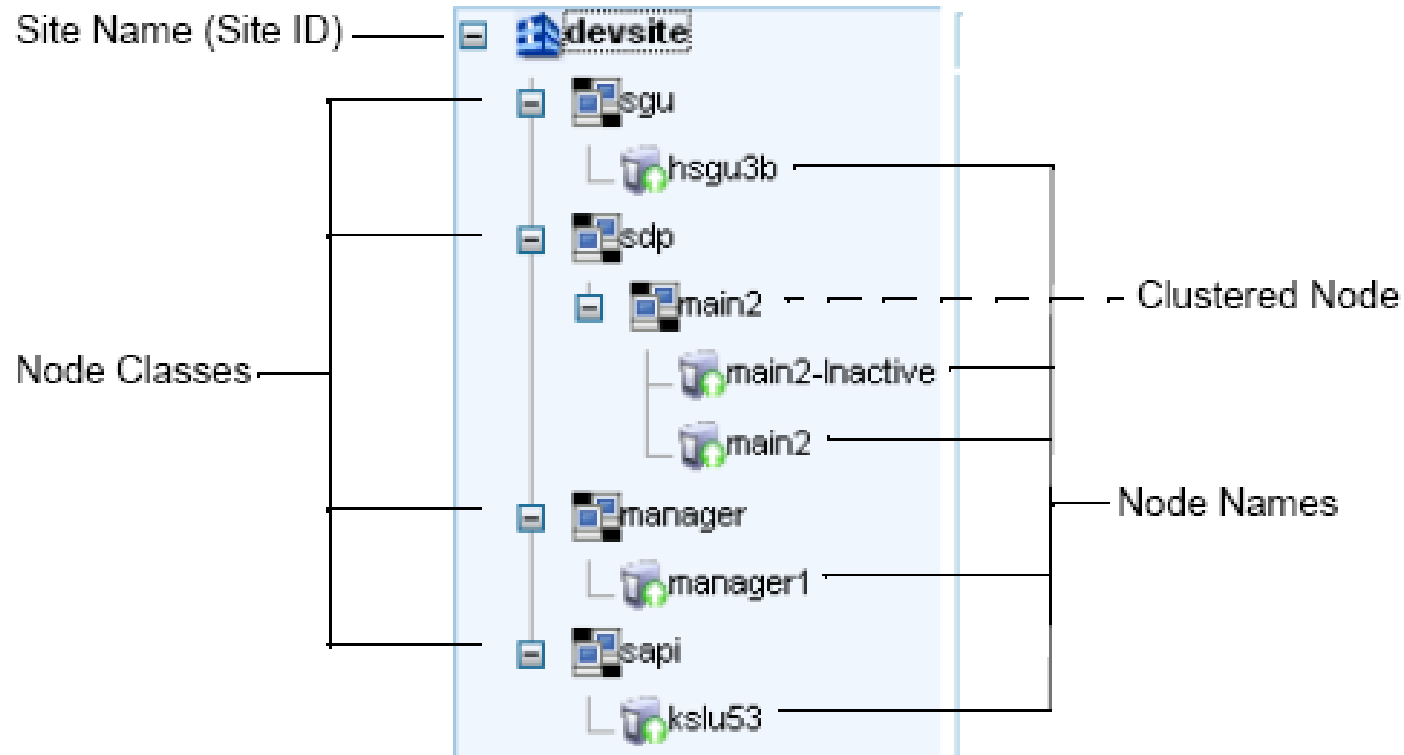 Site Name (Site ID)
devsite
sgu
hsgu3b
sdp
main2
Clustered Node
main2-Inactive
Node Classes
main2
Node Names
manager
manager1
sapi
kslu53